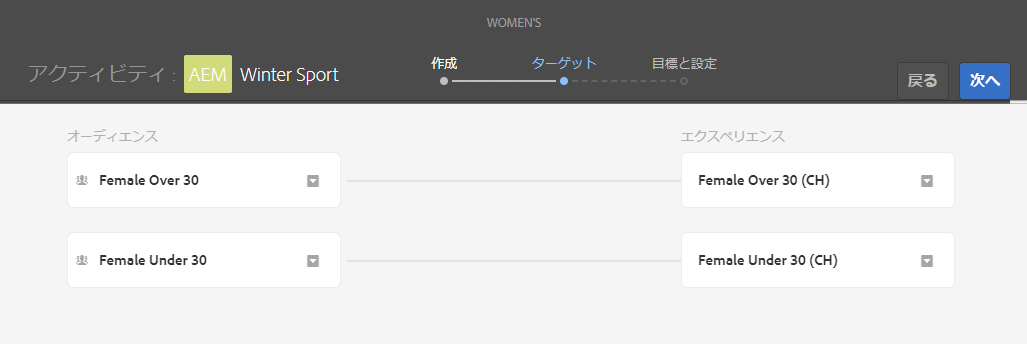 WOMEN'S
アクティビティ : AEM Winter Sport
作成 ターゲット 目標と設定
戻る 次へ
オーディエンス エクスペリエンス
Female Over 30 Female Over 30 (CH)
Female Under 30 Female Under 30 (CH)